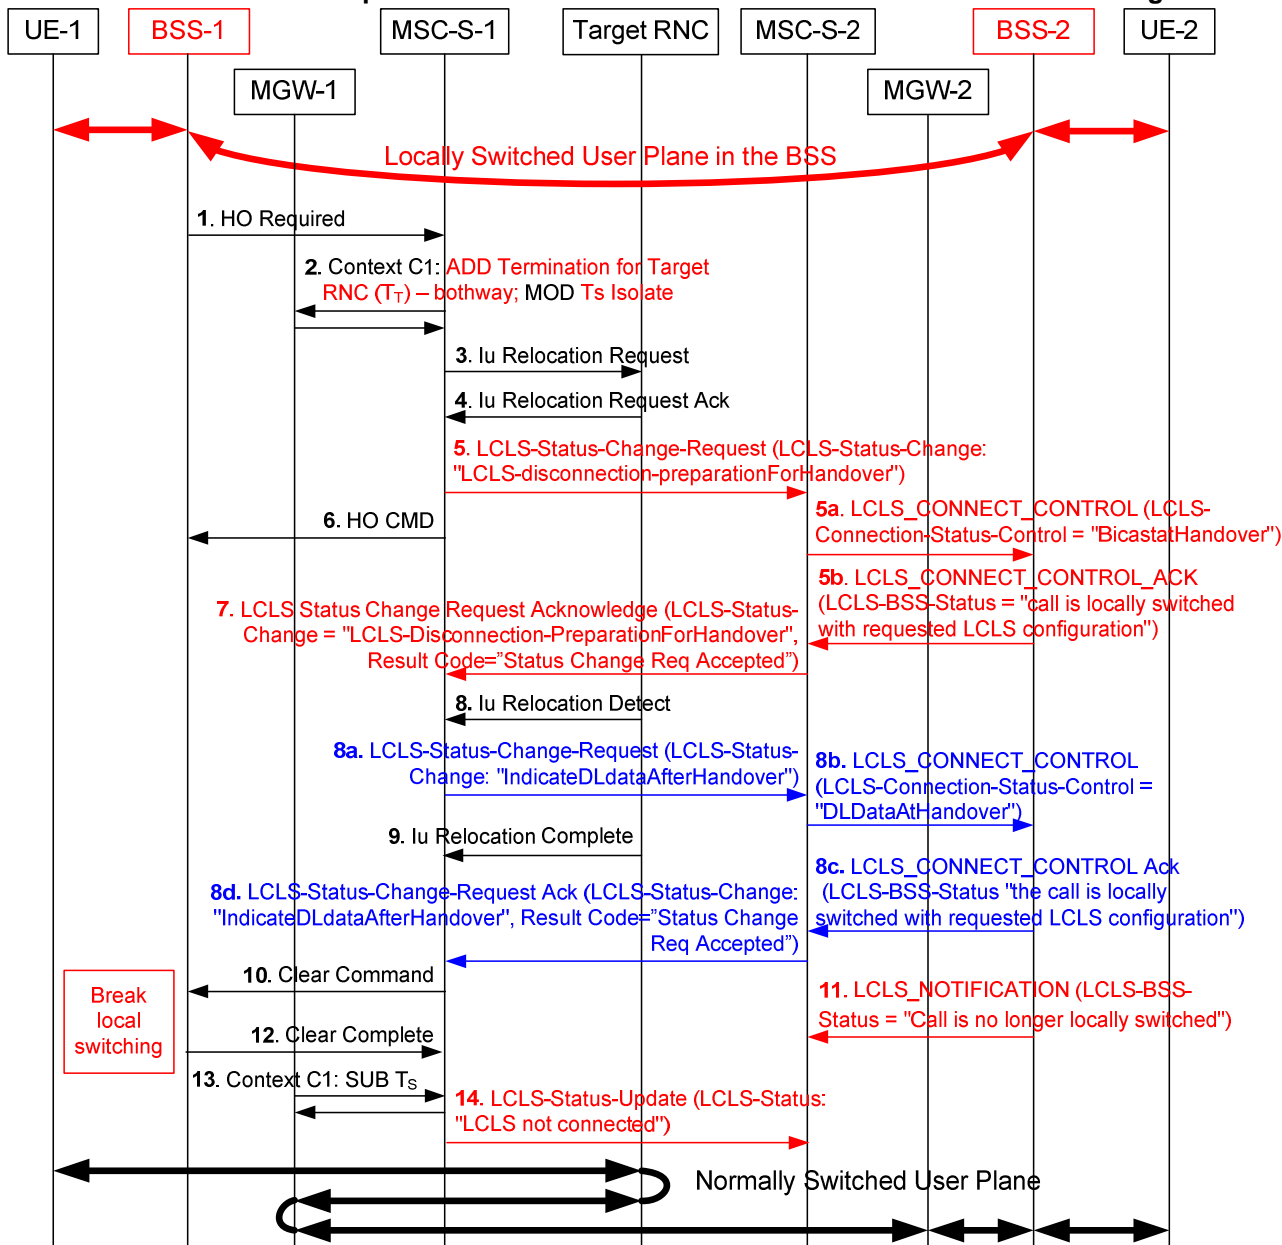 UE-1
BSS-1
MSC-S-1
Target RNC
MSC-S-2
BSS-2
UE-2
MGW-1
MGW-2
Locally Switched User Plane in the BSS
1. HO Required
2. Context C1: ADD Termination for Target
RNC (TT) – bothway; MOD Ts Isolate
3. Iu Relocation Request
4. Iu Relocation Request Ack
5. LCLS-Status-Change-Request (LCLS-Status-Change:
"LCLS-disconnection-preparationForHandover")
5a. LCLS_CONNECT_CONTROL (LCLS-
Connection-Status-Control = "BicastatHandover")
6. HO CMD
5b. LCLS_CONNECT_CONTROL_ACK
(LCLS-BSS-Status = "call is locally switched
with requested LCLS configuration")
7. LCLS Status Change Request Acknowledge (LCLS-Status-
Change = "LCLS-Disconnection-PreparationForHandover",
Result Code=”Status Change Req Accepted”)
8. Iu Relocation Detect
8a. LCLS-Status-Change-Request (LCLS-Status-
Change: "IndicateDLdataAfterHandover")
8b. LCLS_CONNECT_CONTROL
(LCLS-Connection-Status-Control =
"DLDataAtHandover")
9. Iu Relocation Complete
8c. LCLS_CONNECT_CONTROL Ack
(LCLS-BSS-Status "the call is locally
switched with requested LCLS configuration")
8d. LCLS-Status-Change-Request Ack (LCLS-Status-Change:
"IndicateDLdataAfterHandover", Result Code=”Status Change
Req Accepted”)
10. Clear Command
Break
local
switching
11. LCLS_NOTIFICATION (LCLS-BSS-
Status = "Call is no longer locally switched")
12. Clear Complete
13. Context C1: SUB TS
14. LCLS-Status-Update (LCLS-Status:
"LCLS not connected")
Normally Switched User Plane